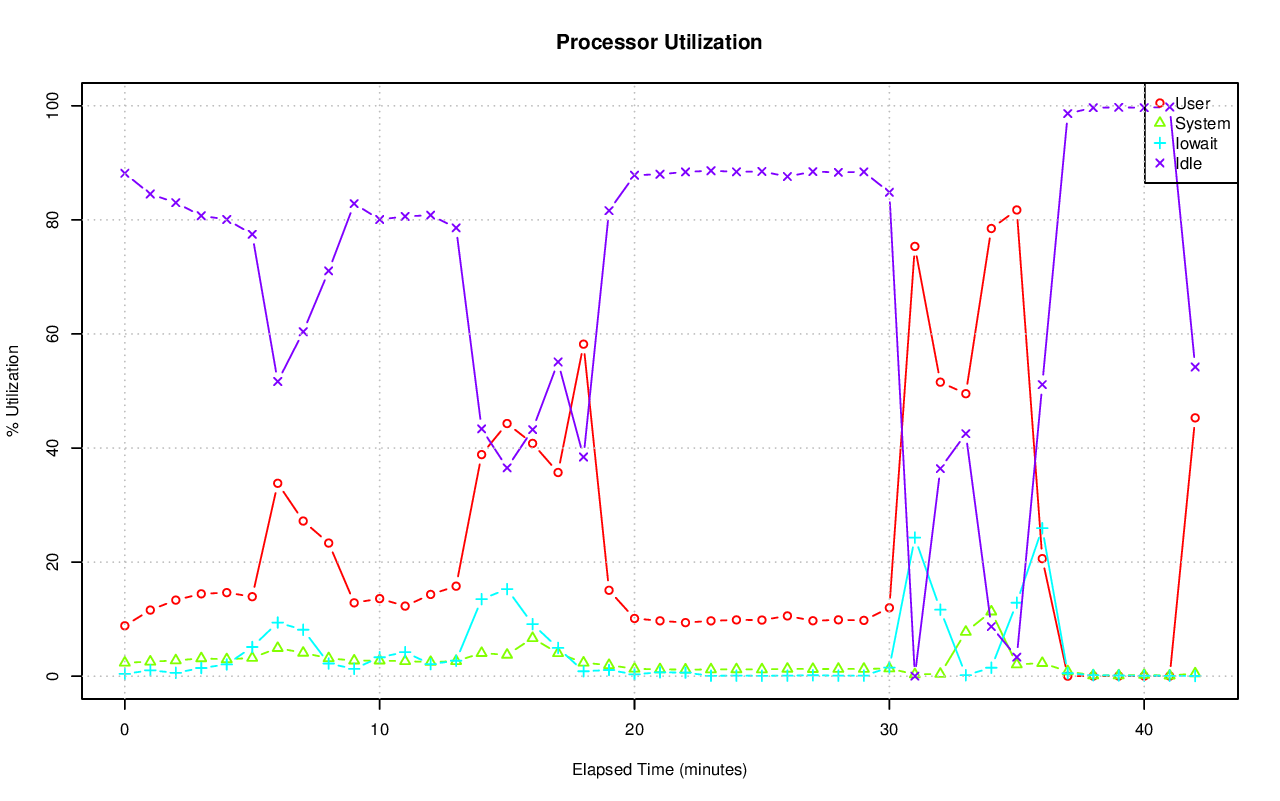 Processor Utilization
100
80
60
40
20
0
% Utilization
User
System
Iowait
Idle
0 10 20 30 40
Elapsed Time (minutes)